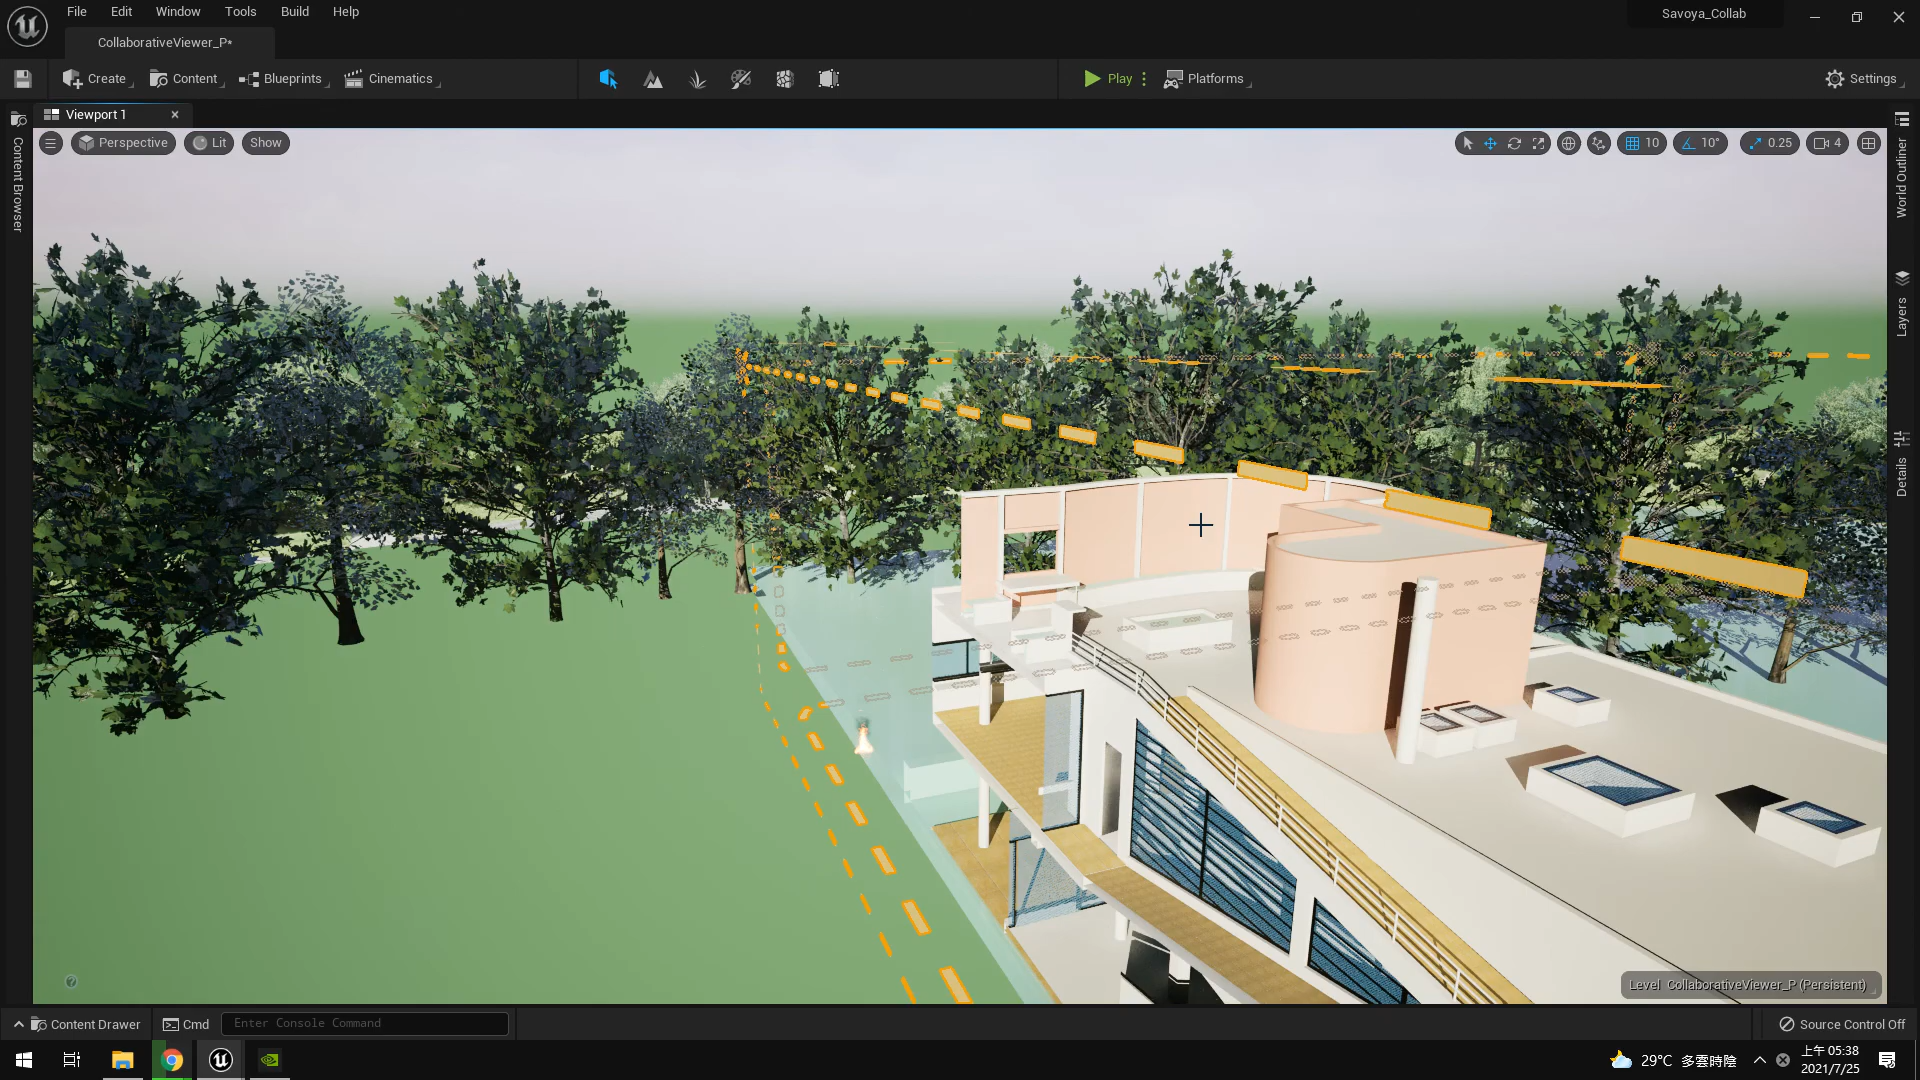 File Edit Window Tools Build Help
Savoya_Collab
CollaborativeViewer_P*
Create Content Blueprints Cinematics Play Platforms Settings
Viewport 1
Perspective Lit Show 10 10° 0.25 4
Content Browser
World Outliner
Layers
Details
Level CollaborativeViewer_P (Persistent)
Content Drawer Cmd Enter Console Command Source Control Off
29°C 多雲時陰 上午 05:38
2021/7/25